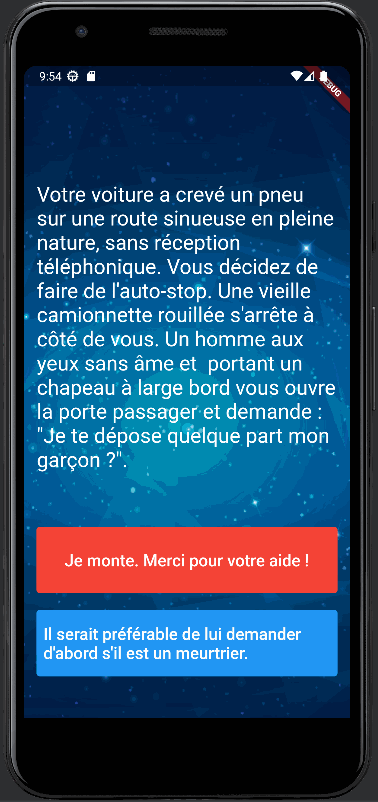 9:54
DEBUG
Votre voiture a crevé un pneu
sur une route sinueuse en pleine
nature, sans réception
téléphonique. Vous décidez de
faire de l'auto-stop. Une vieille
camionnette rouillée s'arrête à
côté de vous. Un homme aux
yeux sans âme et  portant un
chapeau à large bord vous ouvre
la porte passager et demande :
"Je te dépose quelque part mon
garçon ?".
Je monte. Merci pour votre aide !
Il serait préférable de lui demander
d'abord s'il est un meurtrier.